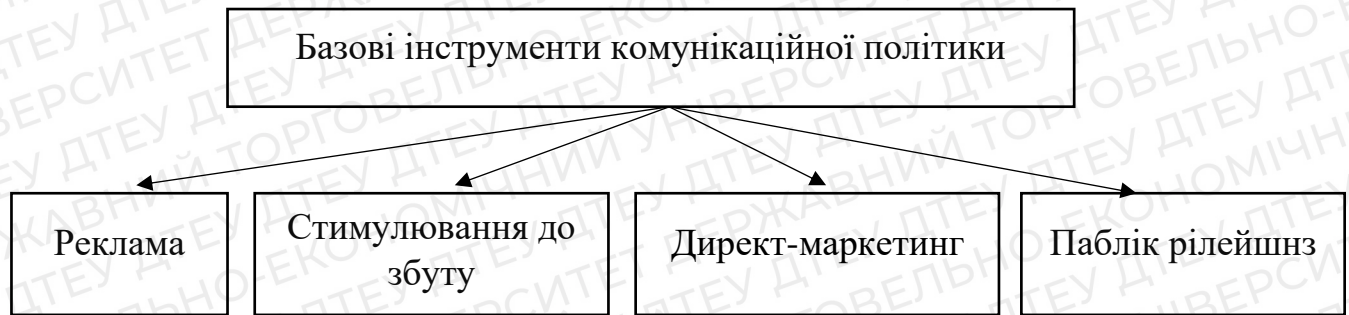 Базові інструменти комунікаційної політики
Реклама
Стимулювання до
збуту
Директ-маркетинг
Паблік рілейшнз